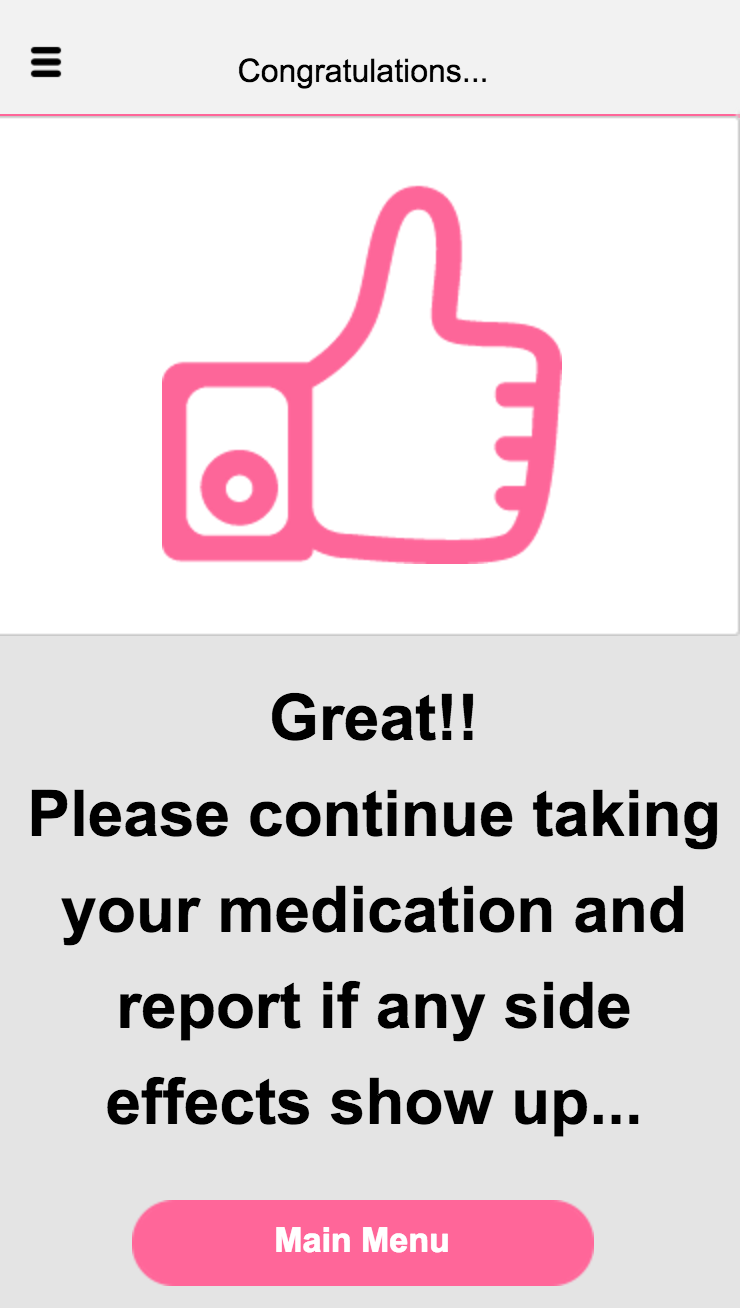 Congratulations...
Great!!
Please continue taking
your medication and
report if any side
effects show up...
Main Menu